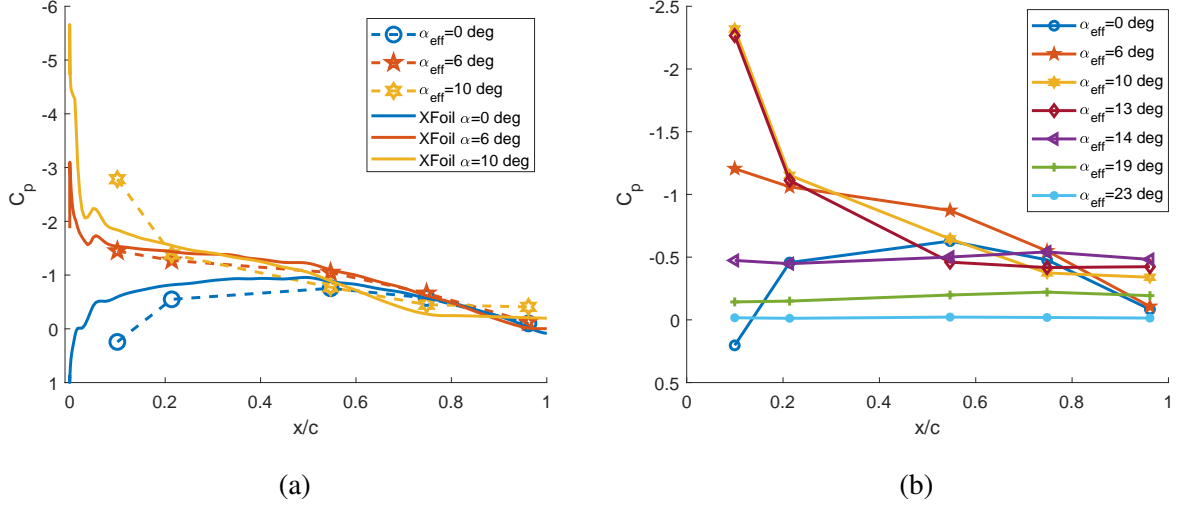 -6
-5
-4
-3
-2
-1
0
1
C_p
0
0.2
0.4
0.6
0.8
1
x/c
α_eff=0 deg
α_eff=6 deg
α_eff=10 deg
XFoil α=0 deg
XFoil α=6 deg
XFoil α=10 deg
(a)
-2.5
-2
-1.5
-1
-0.5
0
0.5
C_p
0
0.2
0.4
0.6
0.8
1
x/c
α_eff=0 deg
α_eff=6 deg
α_eff=10 deg
α_eff=13 deg
α_eff=14 deg
α_eff=19 deg
α_eff=23 deg
(b)